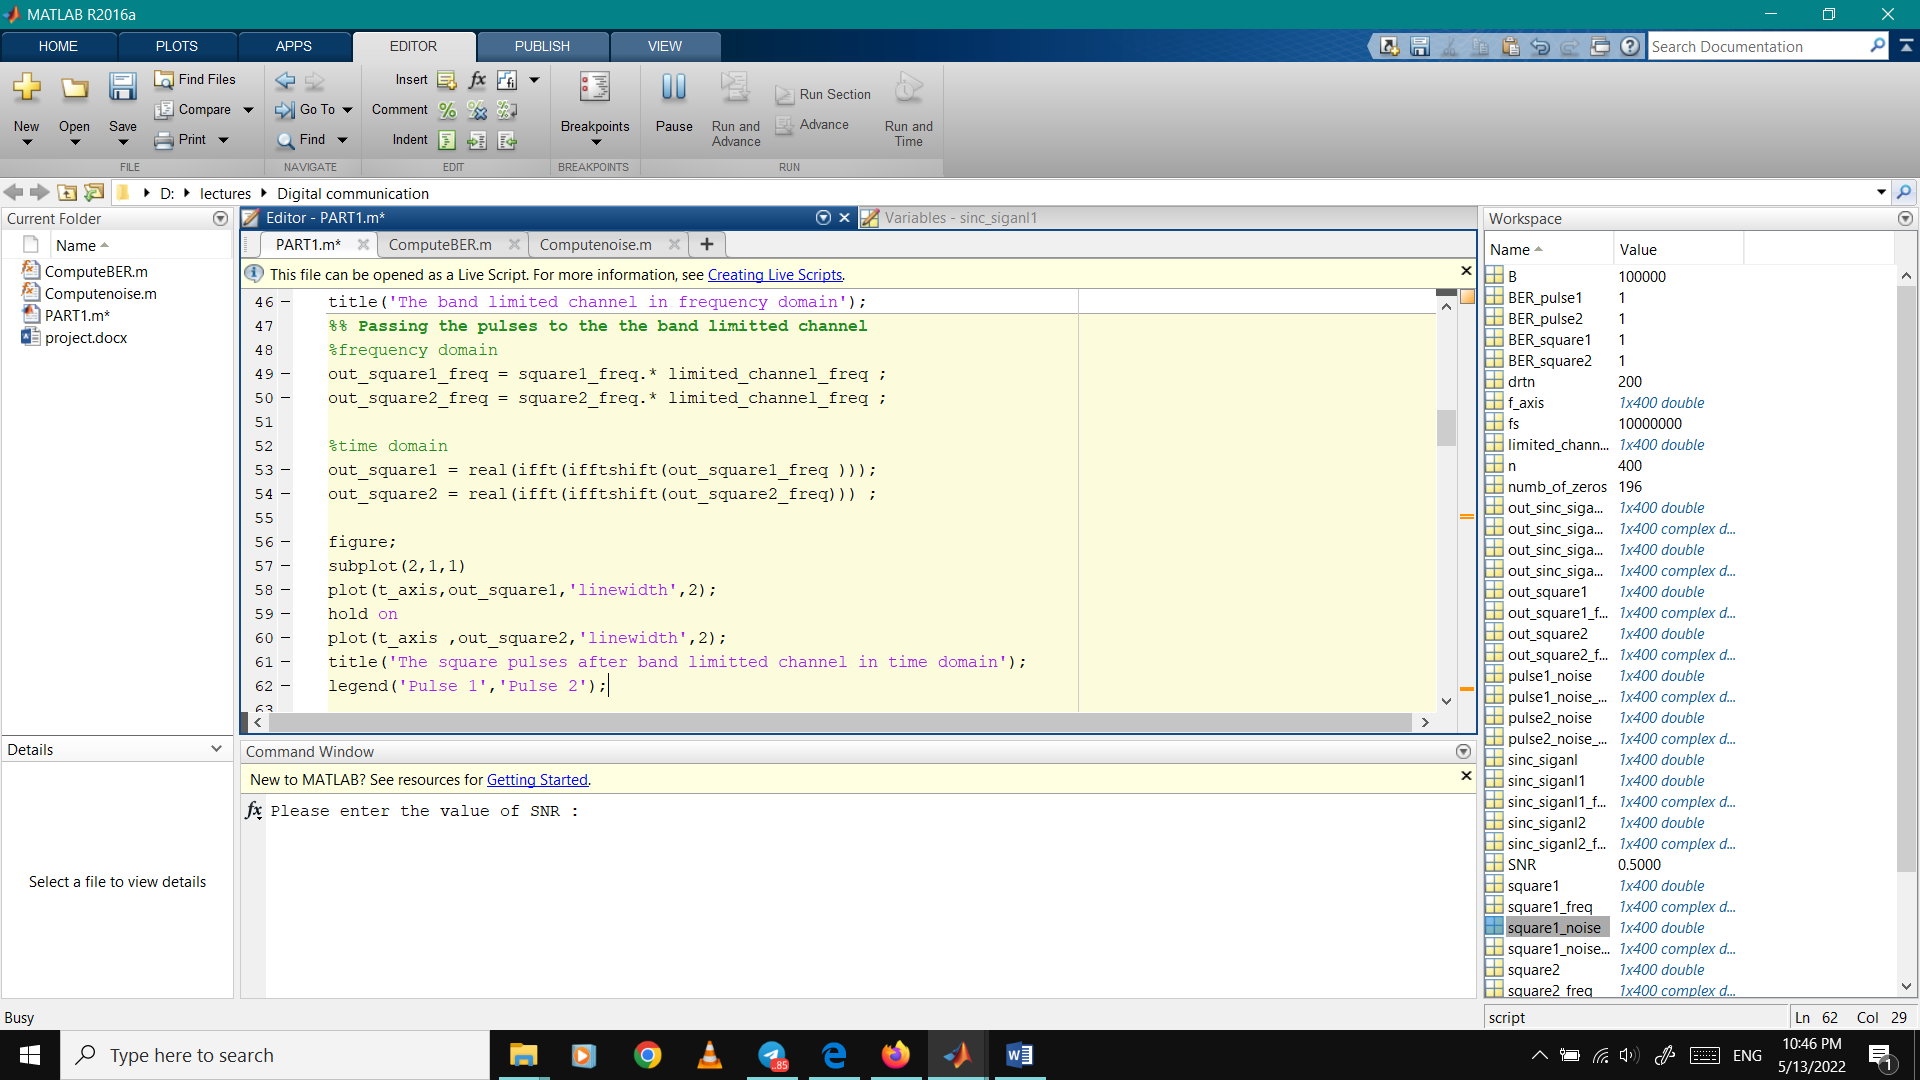 MATLAB R2016a
HOME PLOTS APPS EDITOR PUBLISH VIEW
Search Documentation
New Open Save
Find Files
Compare
Print
FILE
Go To
Find
NAVIGATE
Insert
Comment
Indent
EDIT
Breakpoints
BREAKPOINTS
Pause
Run and Advance
Run Section
Advance
Run and Time
RUN
D: lectures Digital communication
Current Folder
Name
ComputeBER.m
Computenoise.m
PART1.m*
project.docx
Details
Select a file to view details
Editor - PART1.m*
Variables - sinc_siganl1
PART1.m* ComputeBER.m Computenoise.m
This file can be opened as a Live Script. For more information, see Creating Live Scripts.
46 – title('The band limited channel in frequency domain');
47 %% Passing the pulses to the the band limitted channel
48 %frequency domain
49 – out_square1_freq = square1_freq.* limited_channel_freq ;
50 – out_square2_freq = square2_freq.* limited_channel_freq ;
51
52 %time domain
53 – out_square1 = real(ifft(ifftshift(out_square1_freq )));
54 – out_square2 = real(ifft(ifftshift(out_square2_freq))) ;
55
56 – figure;
57 – subplot(2,1,1)
58 – plot(t_axis,out_square1,'linewidth',2);
59 – hold on
60 – plot(t_axis ,out_square2,'linewidth',2);
61 – title('The square pulses after band limitted channel in time domain');
62 – legend('Pulse 1','Pulse 2');
63
Command Window
New to MATLAB? See resources for Getting Started.
fx Please enter the value of SNR :
Workspace
Name Value
B 100000
BER_pulse1 1
BER_pulse2 1
BER_square1 1
BER_square2 1
drtn 200
f_axis 1x400 double
fs 10000000
limited_chann... 1x400 double
n 400
numb_of_zeros 196
out_sinc_siga... 1x400 double
out_sinc_siga... 1x400 complex d...
out_sinc_siga... 1x400 double
out_sinc_siga... 1x400 complex d...
out_square1 1x400 double
out_square1_f... 1x400 complex d...
out_square2 1x400 double
out_square2_f... 1x400 complex d...
pulse1_noise 1x400 double
pulse1_noise_... 1x400 complex d...
pulse2_noise 1x400 double
pulse2_noise_... 1x400 complex d...
sinc_siganl 1x400 double
sinc_siganl1 1x400 double
sinc_siganl1_f... 1x400 complex d...
sinc_siganl2 1x400 double
sinc_siganl2_f... 1x400 complex d...
SNR 0.5000
square1 1x400 double
square1_freq 1x400 complex d...
square1_noise 1x400 double
square1_noise... 1x400 complex d...
square2 1x400 double
square2_freq 1x400 complex d...
Busy
script
Ln 62 Col 29
Type here to search
85
ENG
10:46 PM
5/13/2022
1